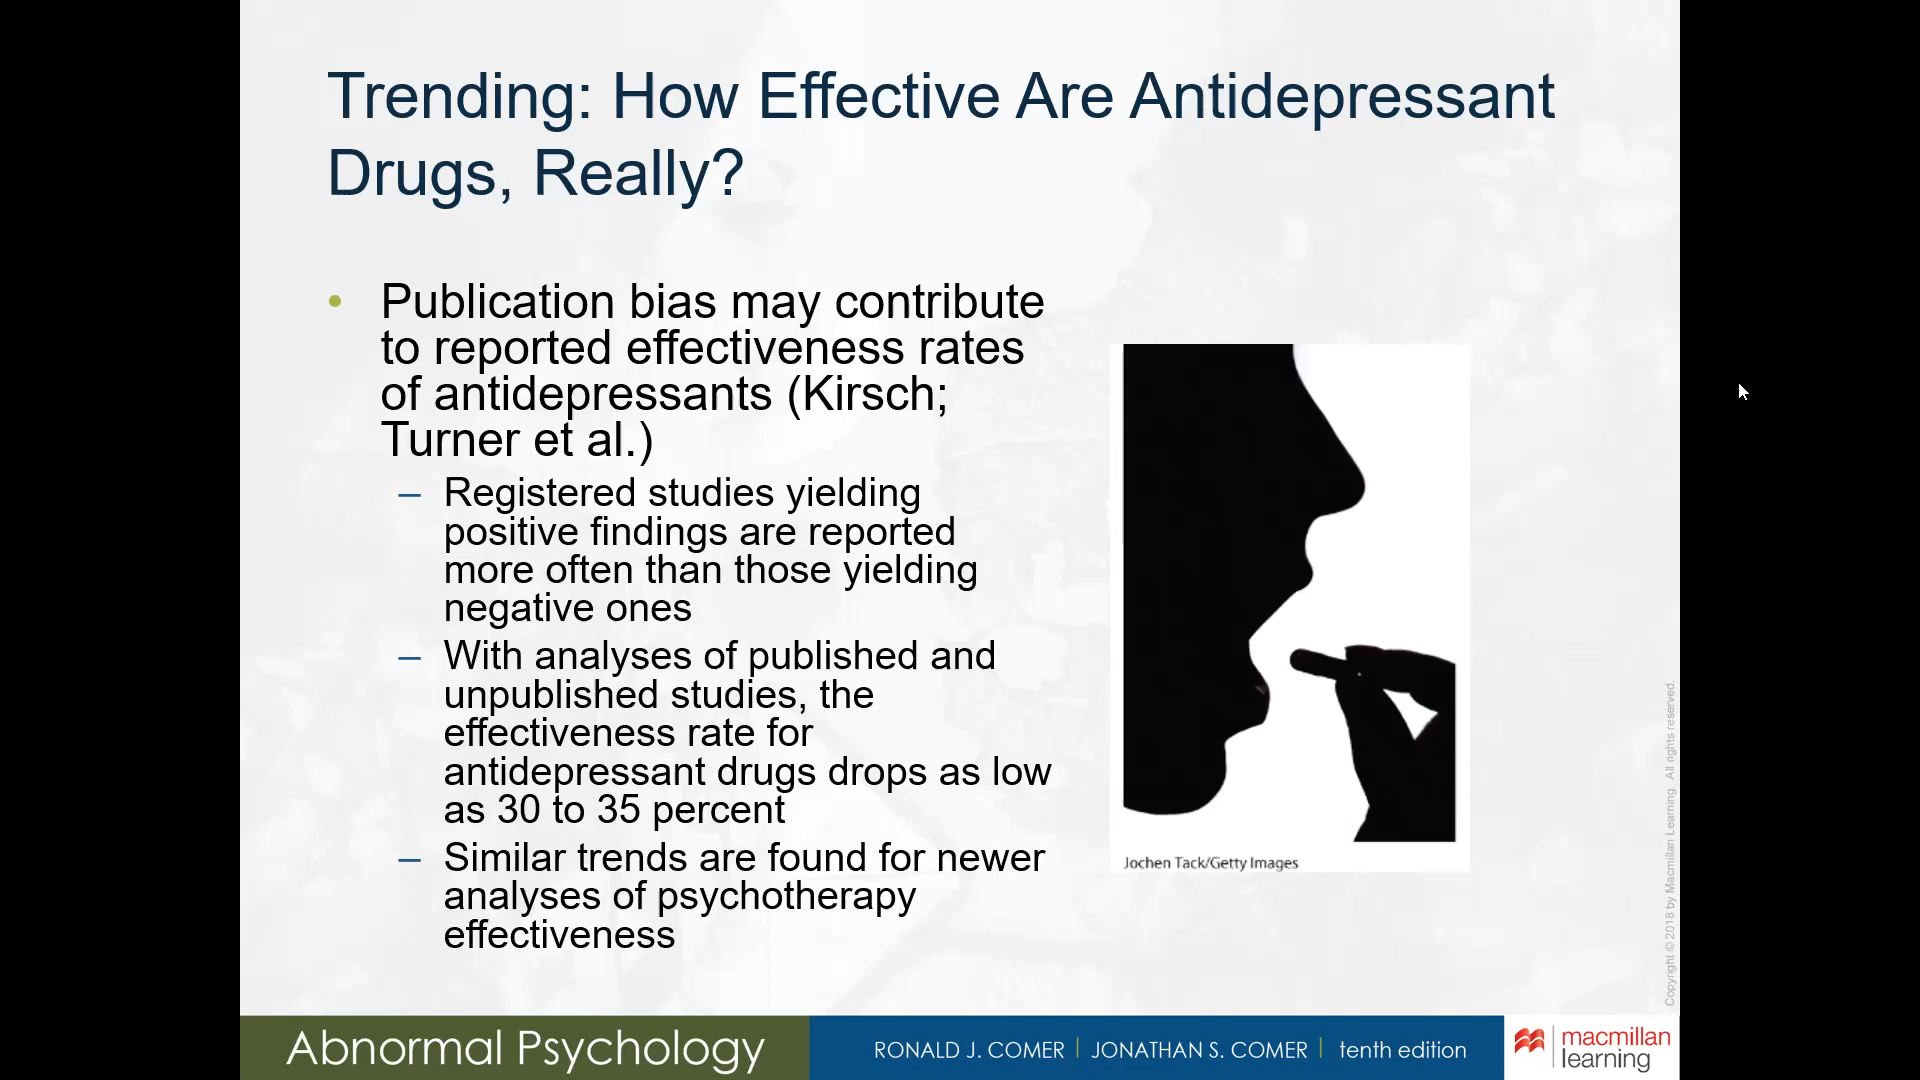 Trending: How Effective Are Antidepressant
Drugs, Really?
• Publication bias may contribute
to reported effectiveness rates
of antidepressants (Kirsch;
Turner et al.)
– Registered studies yielding
positive findings are reported
more often than those yielding
negative ones
– With analyses of published and
unpublished studies, the
effectiveness rate for
antidepressant drugs drops as low
as 30 to 35 percent
– Similar trends are found for newer
analyses of psychotherapy
effectiveness
Jochen Tack/Getty Images
Copyright © 2018 by Macmillan Learning. All rights reserved.
Abnormal Psychology
RONALD J. COMER | JONATHAN S. COMER | tenth edition
macmillan
learning